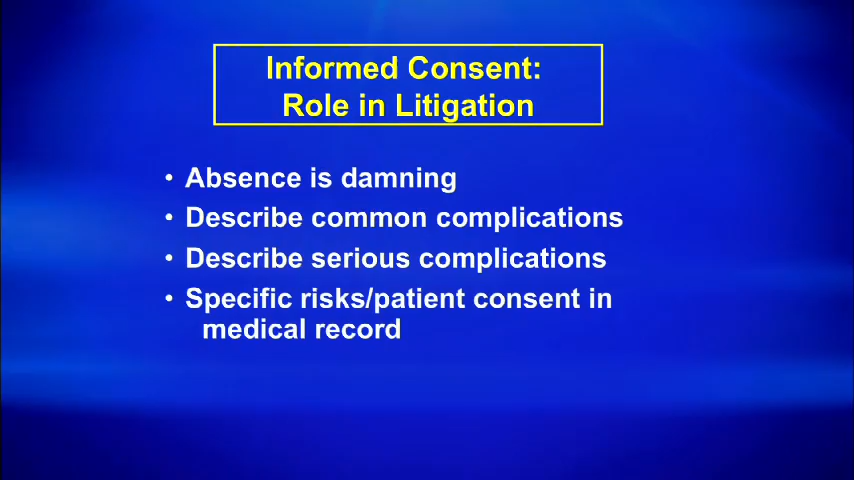 Informed Consent:
Role in Litigation
• Absence is damning
• Describe common complications
• Describe serious complications
• Specific risks/patient consent in
medical record